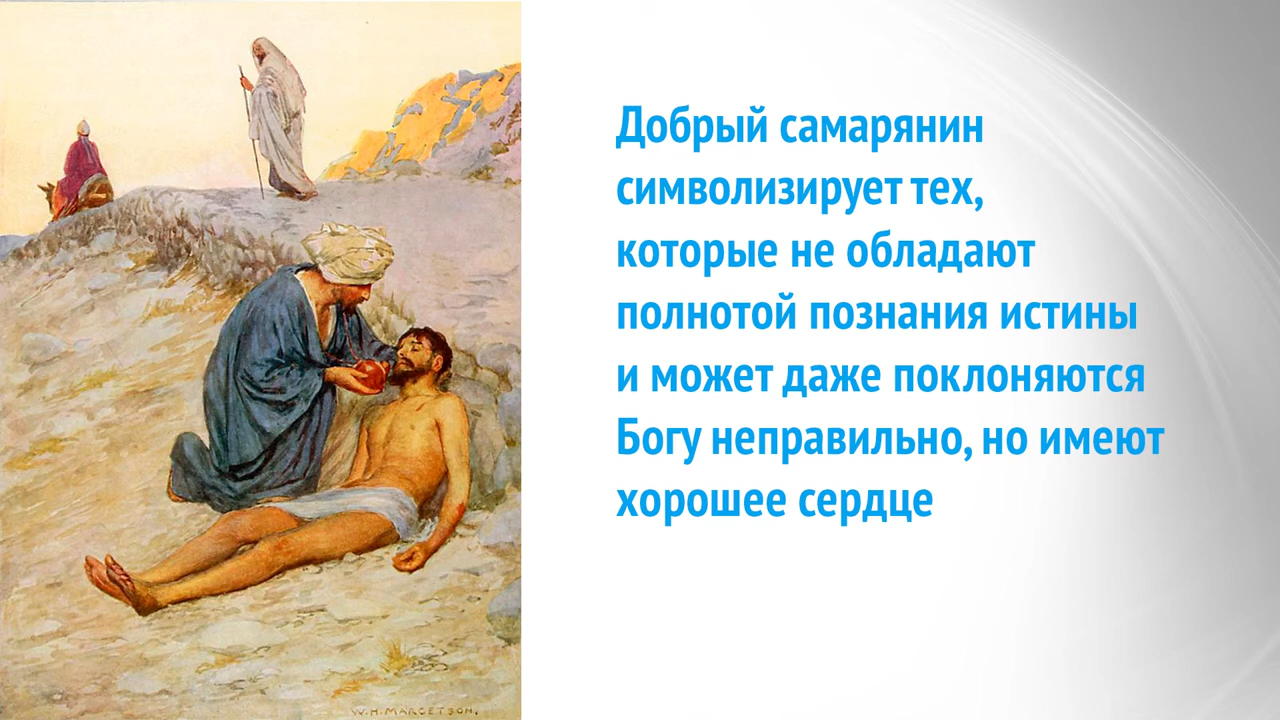 Добрый самарянин
символизирует тех,
которые не обладают
полнотой познания истины
и может даже поклоняются
Богу неправильно, но имеют
хорошее сердце
W.H. MARGETSON.